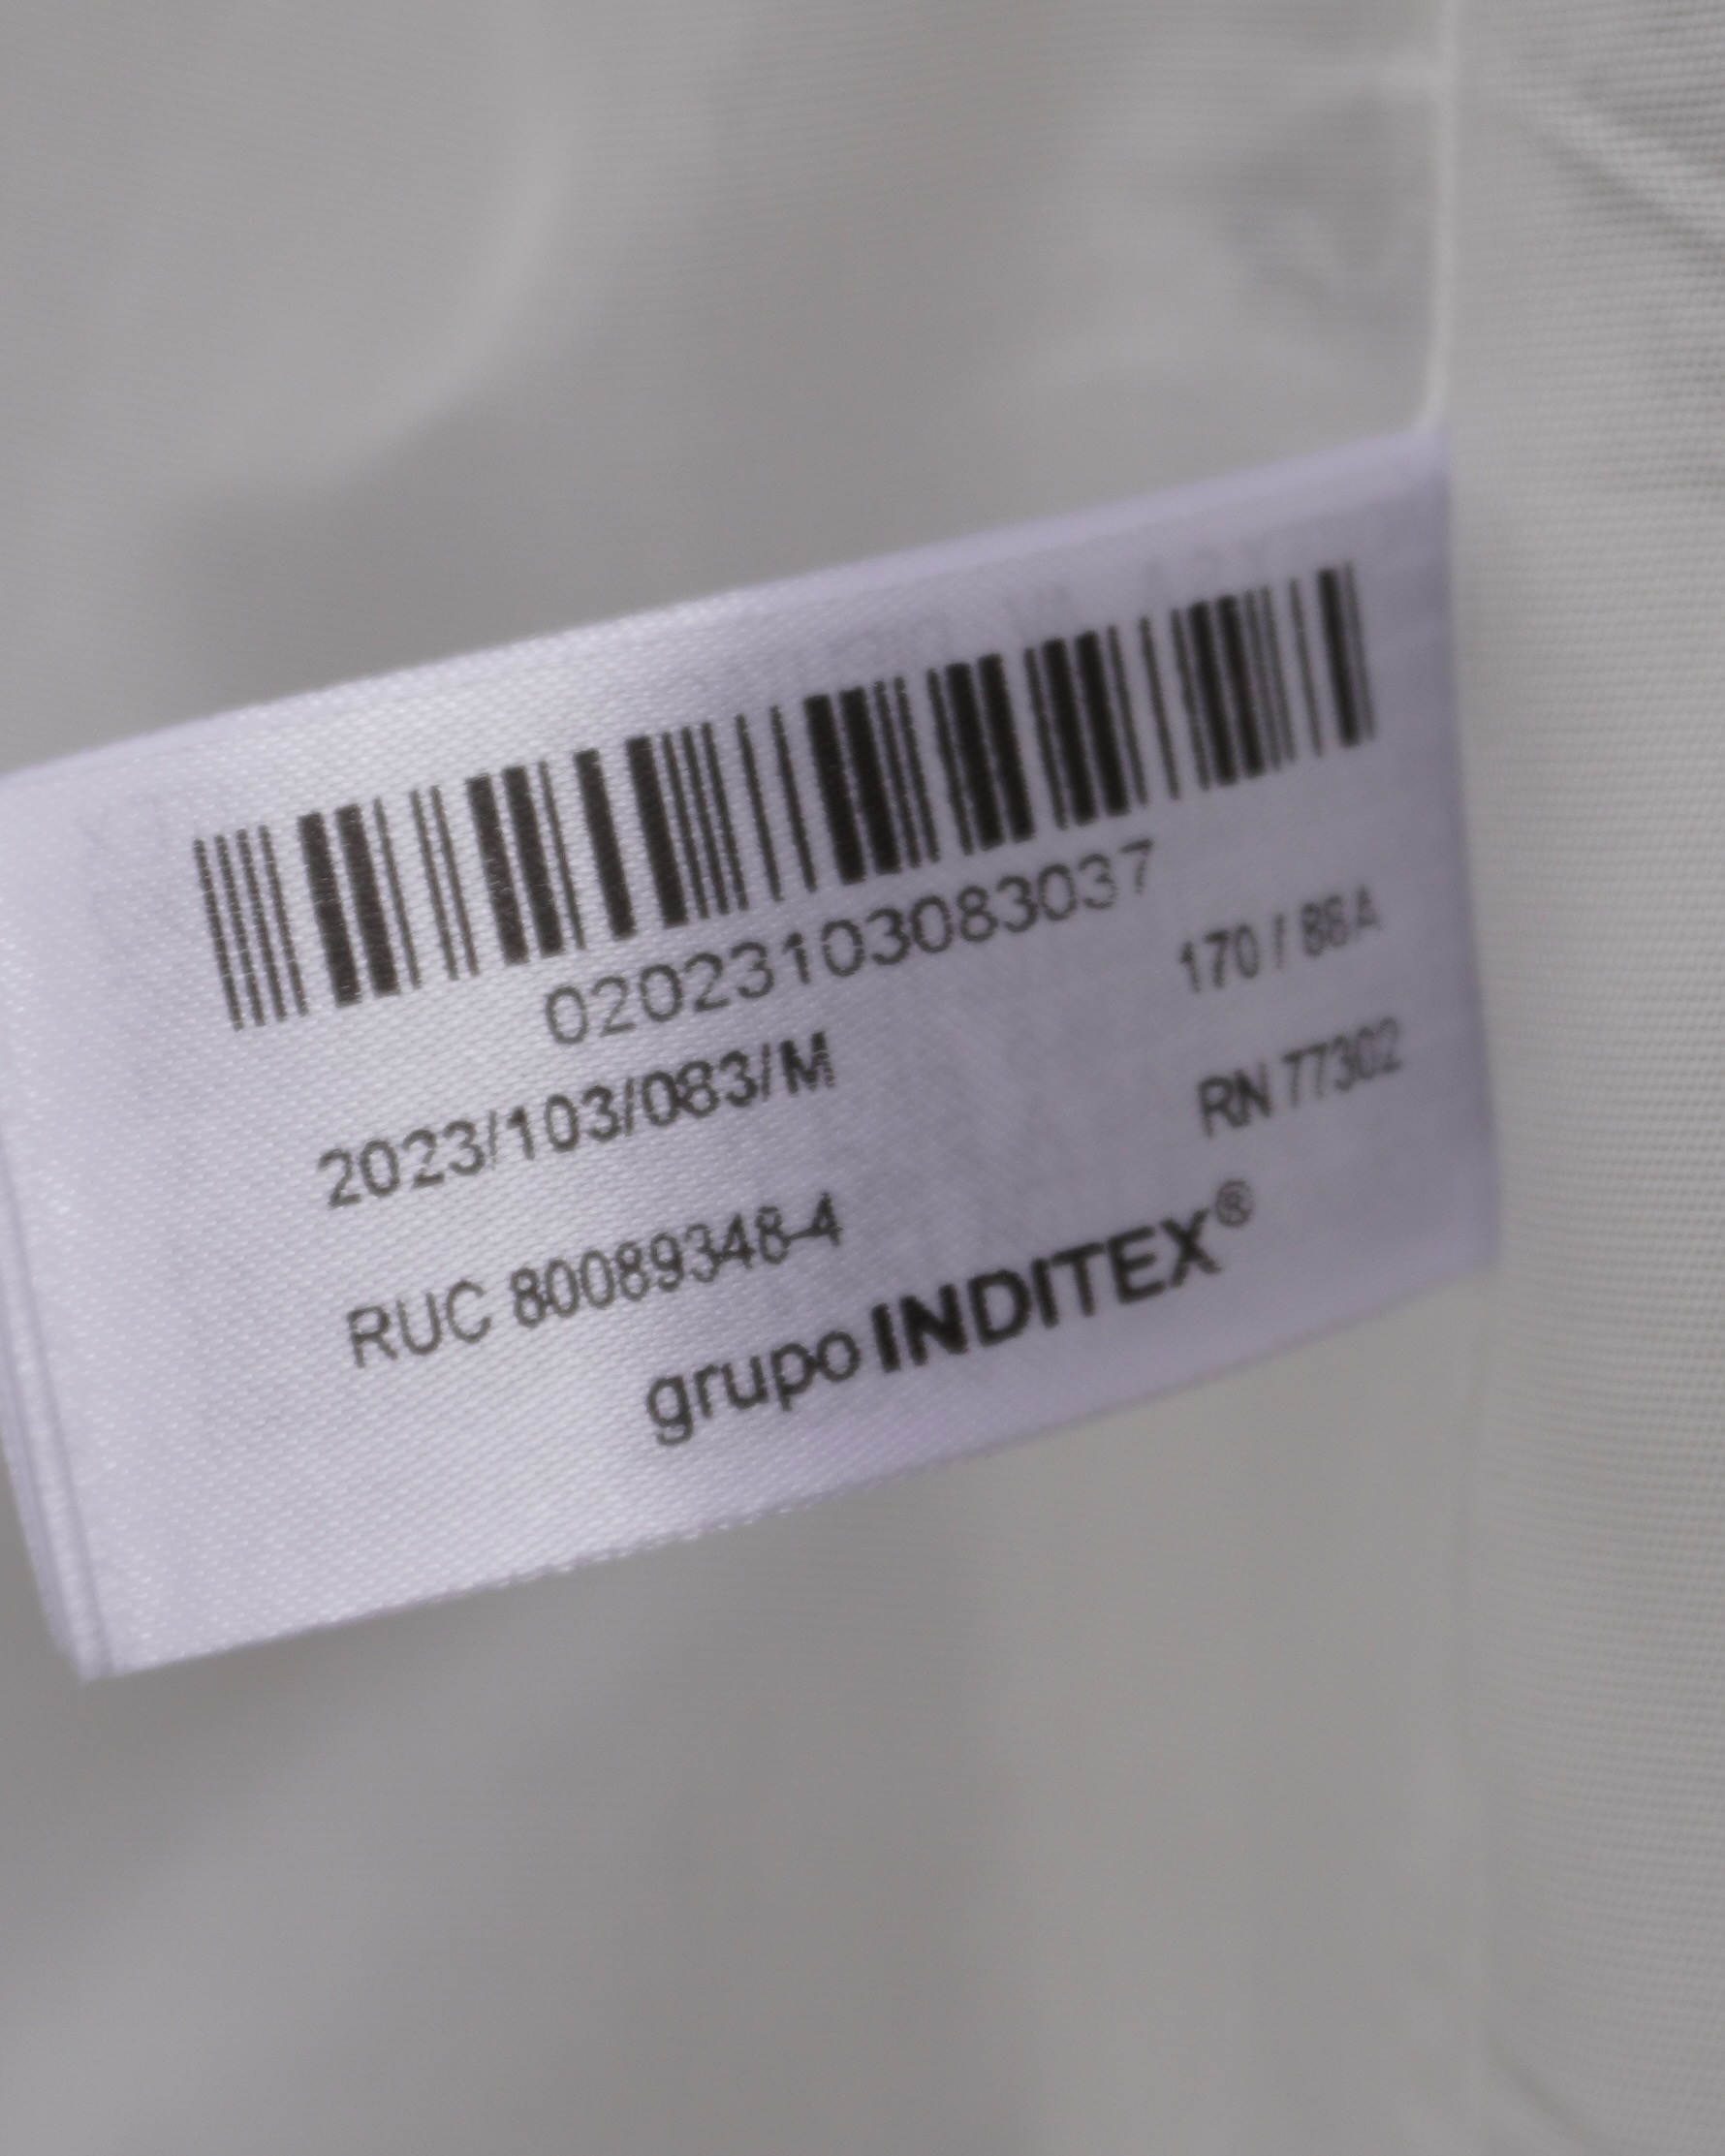 02023103083037
2023/103/083/M
170 / 88A
RUC 80089348-4
RN 77302
grupo INDITEX®